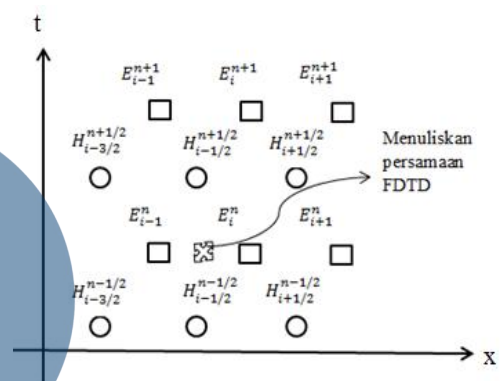 t
E_{i-1}^{n+1} E_{i}^{n+1} E_{i+1}^{n+1}
H_{i-3/2}^{n+1/2} H_{i-1/2}^{n+1/2} H_{i+1/2}^{n+1/2}
Menuliskan
persamaan
FDTD
E_{i-1}^{n} E_{i}^{n} E_{i+1}^{n}
H_{i-3/2}^{n-1/2} H_{i-1/2}^{n-1/2} H_{i+1/2}^{n-1/2}
x